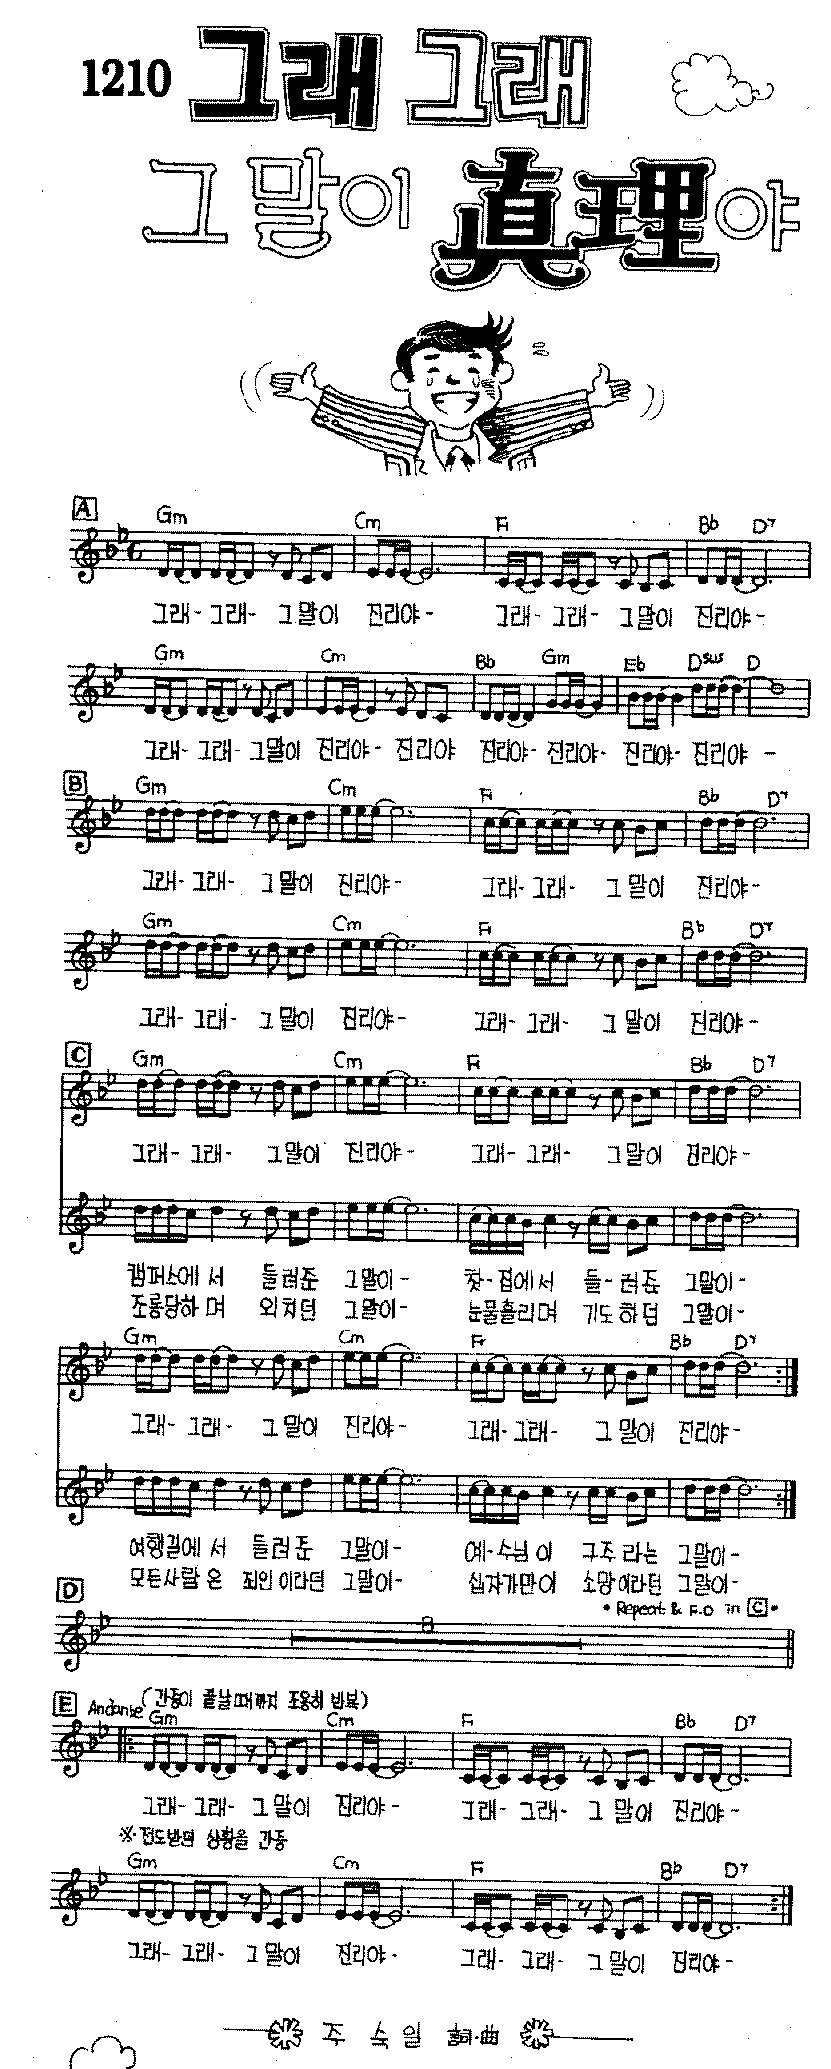 1210 그래 그래
그 말이 眞理야
A Gm Cm F Bb D7
그래- 그래- 그 말이 진리야- 그래- 그래- 그 말이 진리야-
Gm Cm Bb Gm Eb Dsus D
그래- 그래- 그말이 진리야- 진리야 진리야- 진리야- 진리야- 진리야 -
B Gm Cm F Bb D7
그래- 그래- 그 말이 진리야- 그래- 그래- 그 말이 진리야-
Gm Cm F Bb D7
그래- 그래- 그 말이 진리야- 그래- 그래- 그 말이 진리야-
C Gm Cm F Bb D7
그래- 그래- 그 말이 진리야- 그래- 그래- 그 말이 진리야-
캠퍼스에 서 들려준 그말이- 찻-집에서 들-려준 그말이-
조롱당하 며 외치던 그말이- 눈물흘리며 기도하던 그말이-
Gm Cm F Bb D7
그래- 그래- 그 말이 진리야- 그래- 그래- 그 말이 진리야-
여행길에 서 들려준 그말이- 예-수님 이 구주 라는 그말이-
모든사람 은 죄인 이라던 그말이- 십자가만이 소망이라던 그말이-
D 8 • Repeat & F.O in C •
E Andante (간증이 끝날때까지 조용히 반복)
Gm Cm F Bb D7
그래- 그래- 그 말이 진리야- 그래- 그래- 그 말이 진리야-
※ 전도받던 상황을 간증
Gm Cm F Bb D7
그래- 그래- 그 말이 진리야- 그래- 그래- 그 말이 진리야-
주 숙 일 詞·曲